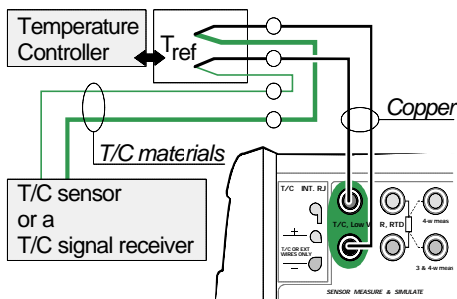 Temperature
Controller
Tref
Copper
T/C materials
T/C sensor
or a
T/C signal receiver
T/C INT. RJ
T/C, Low V
R, RTD
4-w meas
+
−
T/C OR EXT
WIRES ONLY
3 & 4-w meas
SENSOR MEASURE & SIMULATE